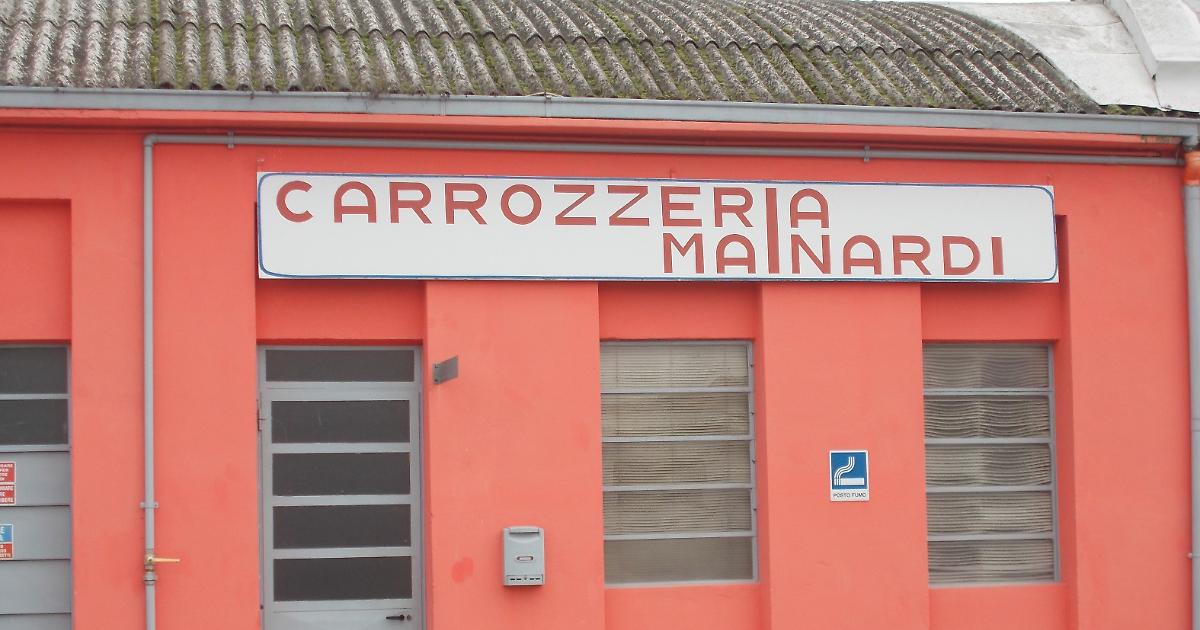 CARROZZERIA
MAINARDI
POSTO FUMO